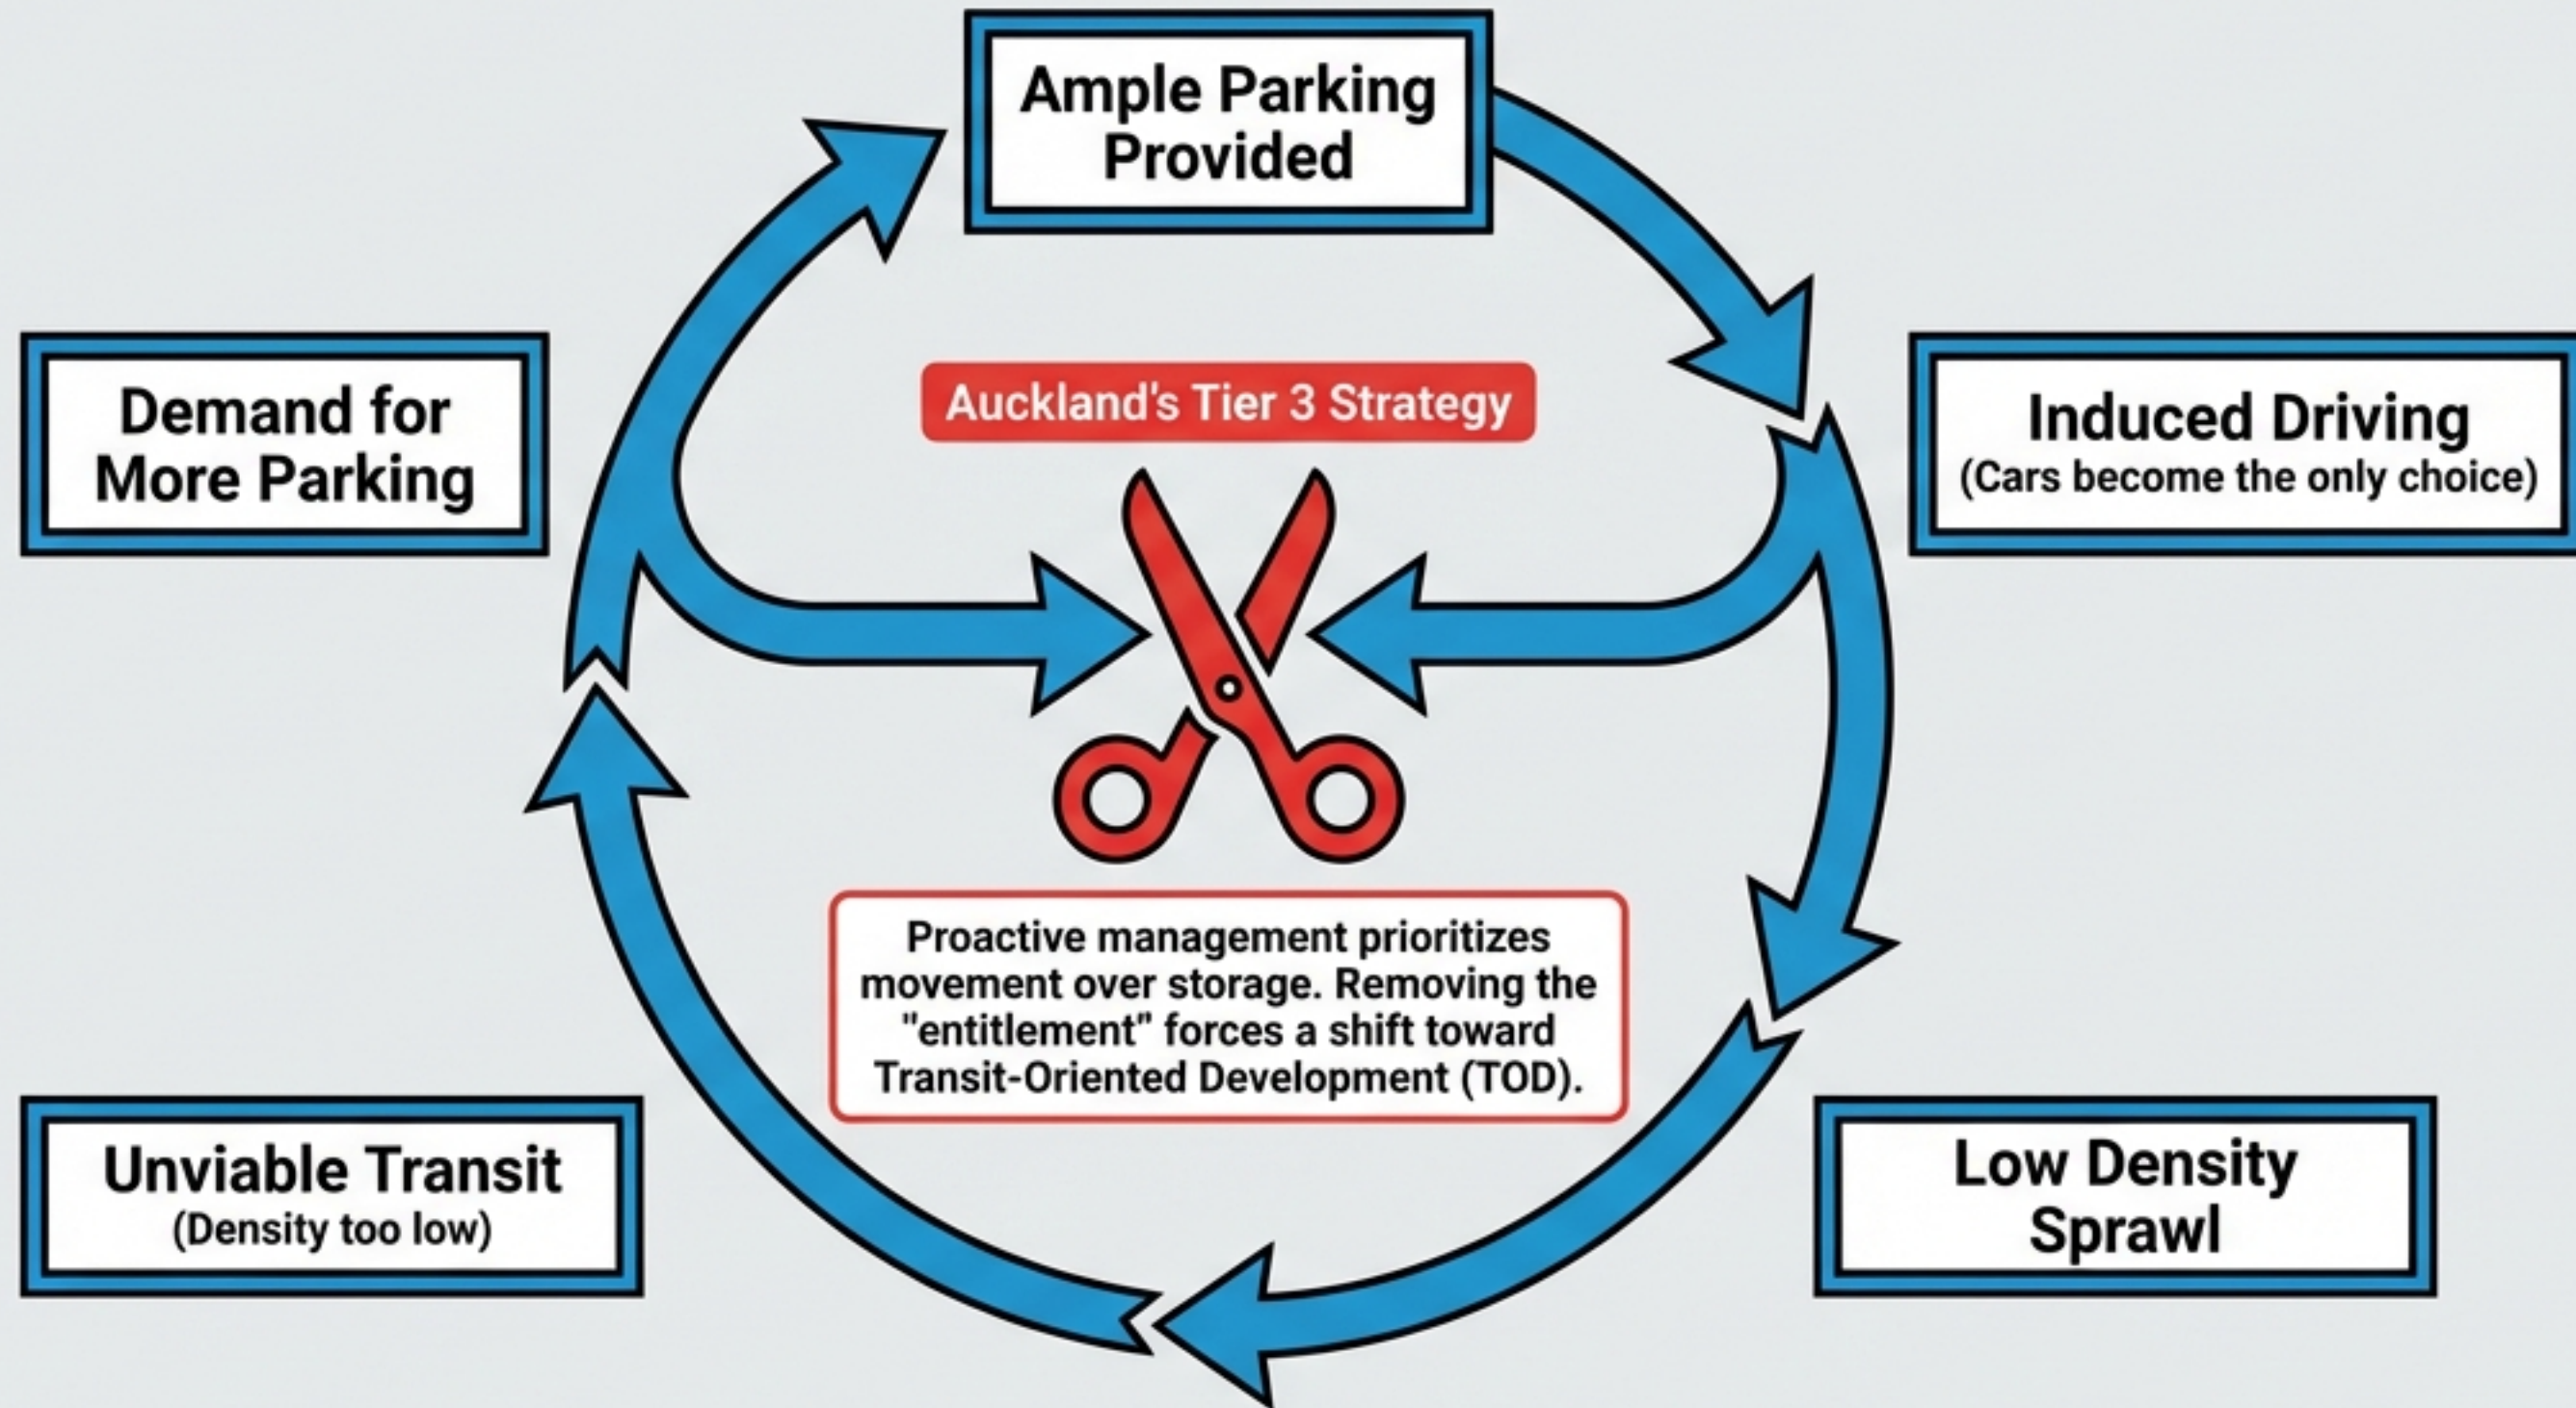 Ample Parking
Provided
Induced Driving
(Cars become the only choice)
Low Density
Sprawl
Unviable Transit
(Density too low)
Demand for
More Parking
Auckland's Tier 3 Strategy
Proactive management prioritizes
movement over storage. Removing the
"entitlement" forces a shift toward
Transit-Oriented Development (TOD).